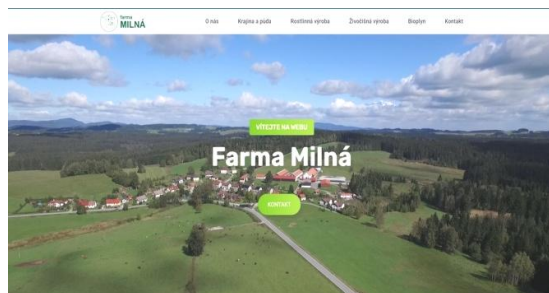 farma
MILNÁ
O nás Krajina a půda Rostlinná výroba Živočišná výroba Bioplyn Kontakt
VÍTEJTE NA WEBU
Farma Milná
KONTAKT